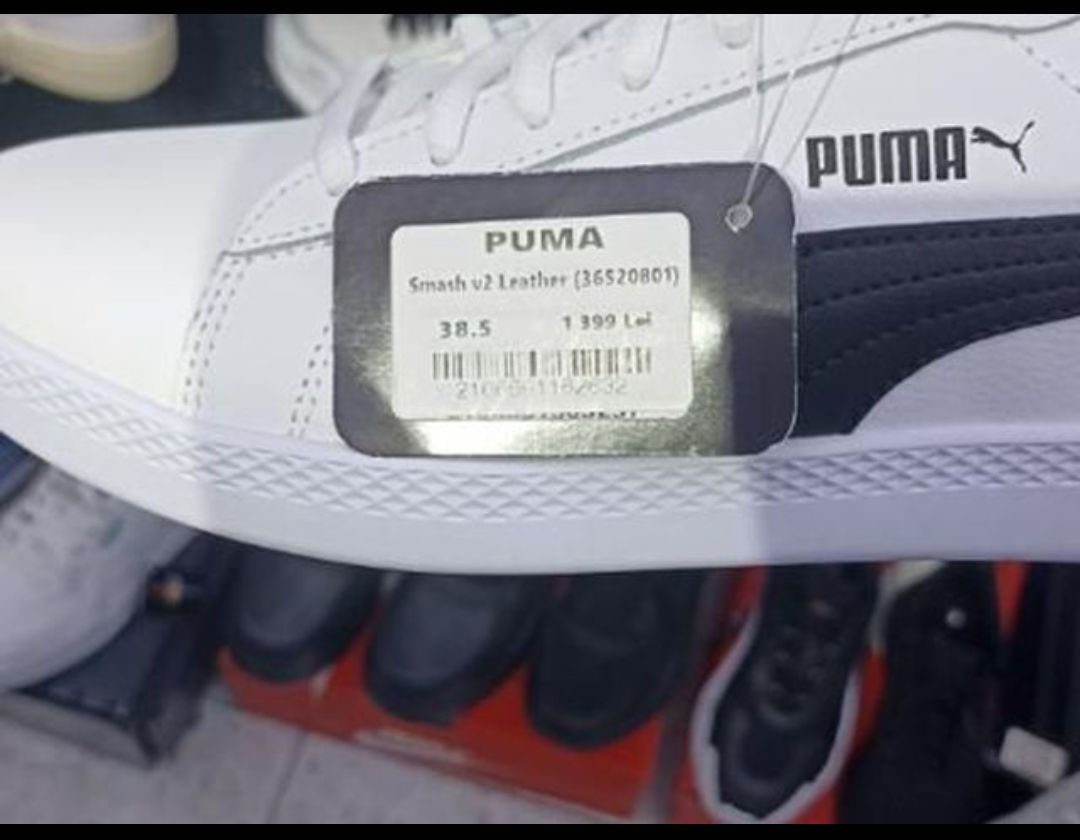 PUMA
PUMA
Smash v2 Leather (36520801)
38.5 1 399 Lei